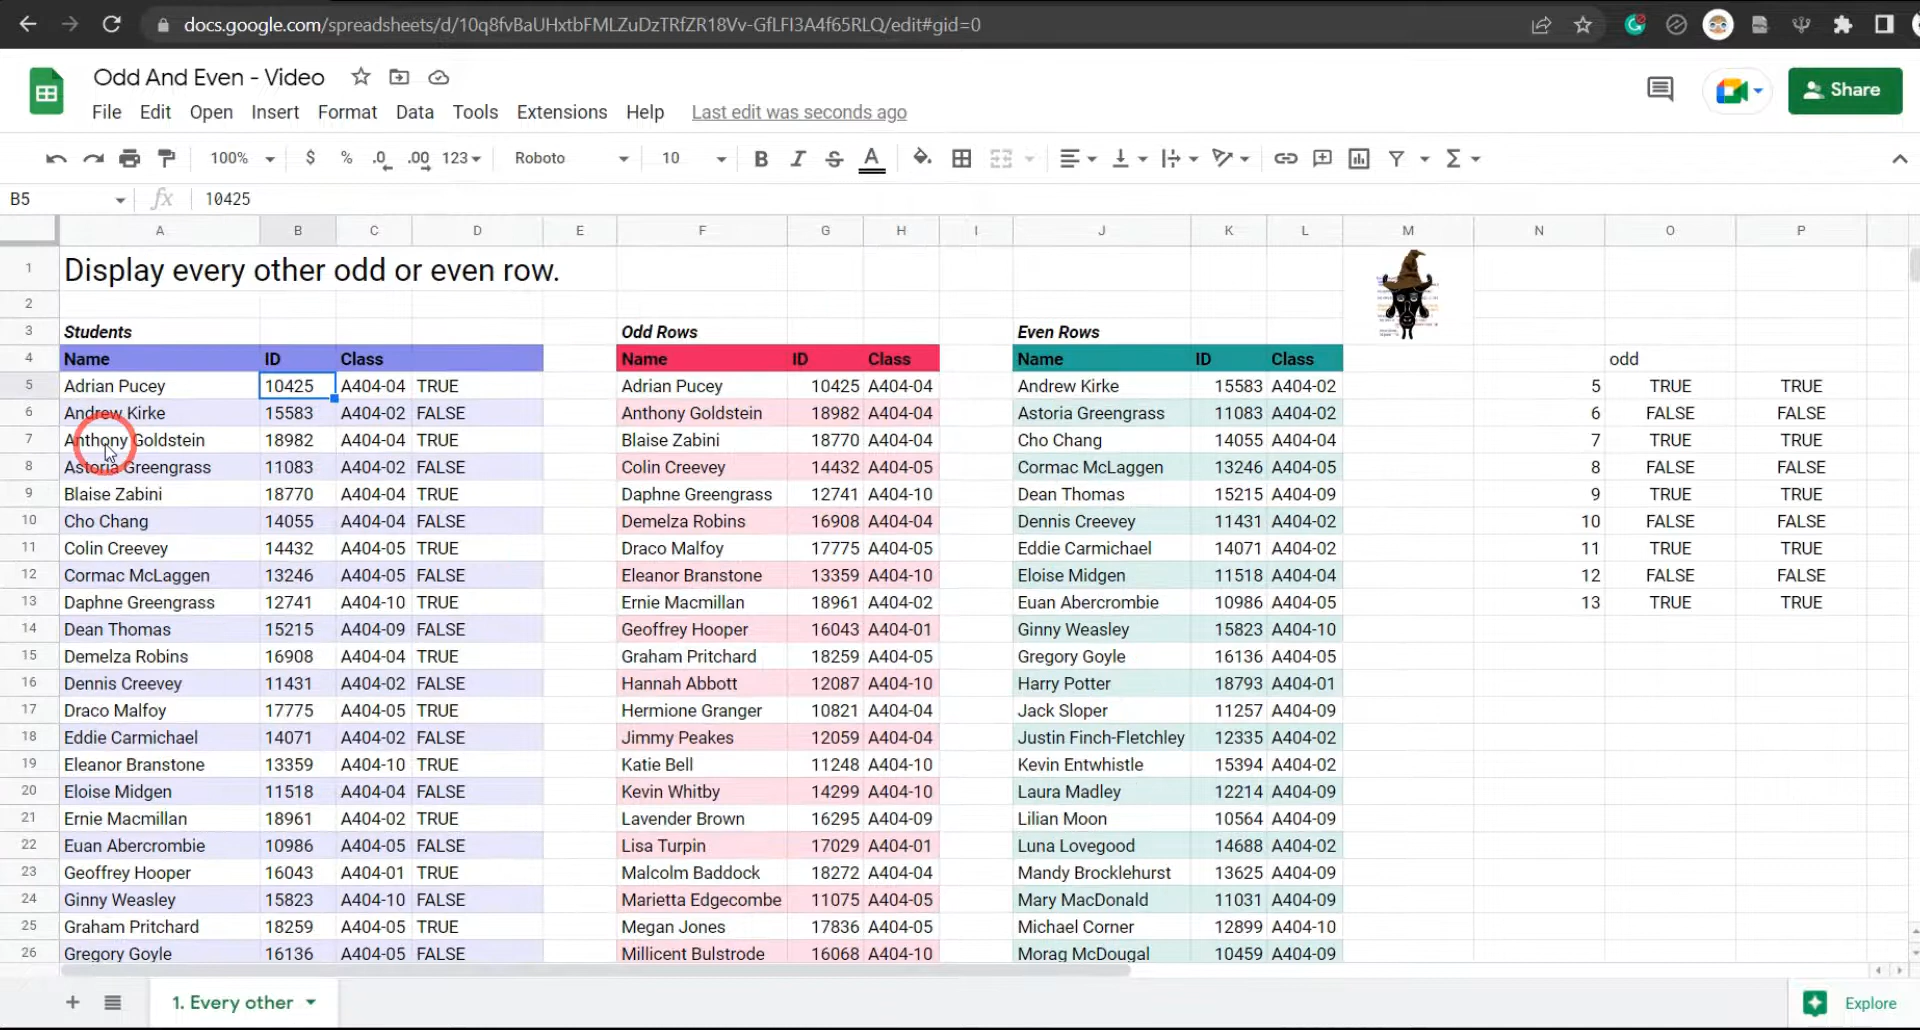 docs.google.com/spreadsheets/d/10q8fvBaUHxtbFMLZuDzTRfZR18Vv-GfLFI3A4f65RLQ/edit#gid=0
Odd And Even - Video
Share
File Edit Open Insert Format Data Tools Extensions Help Last edit was seconds ago
100% $ % .0 .00 123 Roboto 10 B I S A Σ
B5 fx 10425
A B C D E F G H I J K L M N O P
1 Display every other odd or even row.
2
3 Students Odd Rows Even Rows
4 Name ID Class Name ID Class Name ID Class odd
5 Adrian Pucey 10425 A404-04 TRUE Adrian Pucey 10425 A404-04 Andrew Kirke 15583 A404-02 5 TRUE TRUE
6 Andrew Kirke 15583 A404-02 FALSE Anthony Goldstein 18982 A404-04 Astoria Greengrass 11083 A404-02 6 FALSE FALSE
7 Anthony Goldstein 18982 A404-04 TRUE Blaise Zabini 18770 A404-04 Cho Chang 14055 A404-04 7 TRUE TRUE
8 Astoria Greengrass 11083 A404-02 FALSE Colin Creevey 14432 A404-05 Cormac McLaggen 13246 A404-05 8 FALSE FALSE
9 Blaise Zabini 18770 A404-04 TRUE Daphne Greengrass 12741 A404-10 Dean Thomas 15215 A404-09 9 TRUE TRUE
10 Cho Chang 14055 A404-04 FALSE Demelza Robins 16908 A404-04 Dennis Creevey 11431 A404-02 10 FALSE FALSE
11 Colin Creevey 14432 A404-05 TRUE Draco Malfoy 17775 A404-05 Eddie Carmichael 14071 A404-02 11 TRUE TRUE
12 Cormac McLaggen 13246 A404-05 FALSE Eleanor Branstone 13359 A404-10 Eloise Midgen 11518 A404-04 12 FALSE FALSE
13 Daphne Greengrass 12741 A404-10 TRUE Ernie Macmillan 18961 A404-02 Euan Abercrombie 10986 A404-05 13 TRUE TRUE
14 Dean Thomas 15215 A404-09 FALSE Geoffrey Hooper 16043 A404-01 Ginny Weasley 15823 A404-10
15 Demelza Robins 16908 A404-04 TRUE Graham Pritchard 18259 A404-05 Gregory Goyle 16136 A404-05
16 Dennis Creevey 11431 A404-02 FALSE Hannah Abbott 12087 A404-10 Harry Potter 18793 A404-01
17 Draco Malfoy 17775 A404-05 TRUE Hermione Granger 10821 A404-04 Jack Sloper 11257 A404-09
18 Eddie Carmichael 14071 A404-02 FALSE Jimmy Peakes 12059 A404-04 Justin Finch-Fletchley 12335 A404-02
19 Eleanor Branstone 13359 A404-10 TRUE Katie Bell 11248 A404-10 Kevin Entwhistle 15394 A404-02
20 Eloise Midgen 11518 A404-04 FALSE Kevin Whitby 14299 A404-10 Laura Madley 12214 A404-09
21 Ernie Macmillan 18961 A404-02 TRUE Lavender Brown 16295 A404-09 Lilian Moon 10564 A404-09
22 Euan Abercrombie 10986 A404-05 FALSE Lisa Turpin 17029 A404-01 Luna Lovegood 14688 A404-02
23 Geoffrey Hooper 16043 A404-01 TRUE Malcolm Baddock 18272 A404-04 Mandy Brocklehurst 13625 A404-09
24 Ginny Weasley 15823 A404-10 FALSE Marietta Edgecombe 11075 A404-05 Mary MacDonald 11031 A404-09
25 Graham Pritchard 18259 A404-05 TRUE Megan Jones 17836 A404-05 Michael Corner 12899 A404-10
26 Gregory Goyle 16136 A404-05 FALSE Millicent Bulstrode 16068 A404-10 Morag McDougal 10459 A404-09
1. Every other
Explore